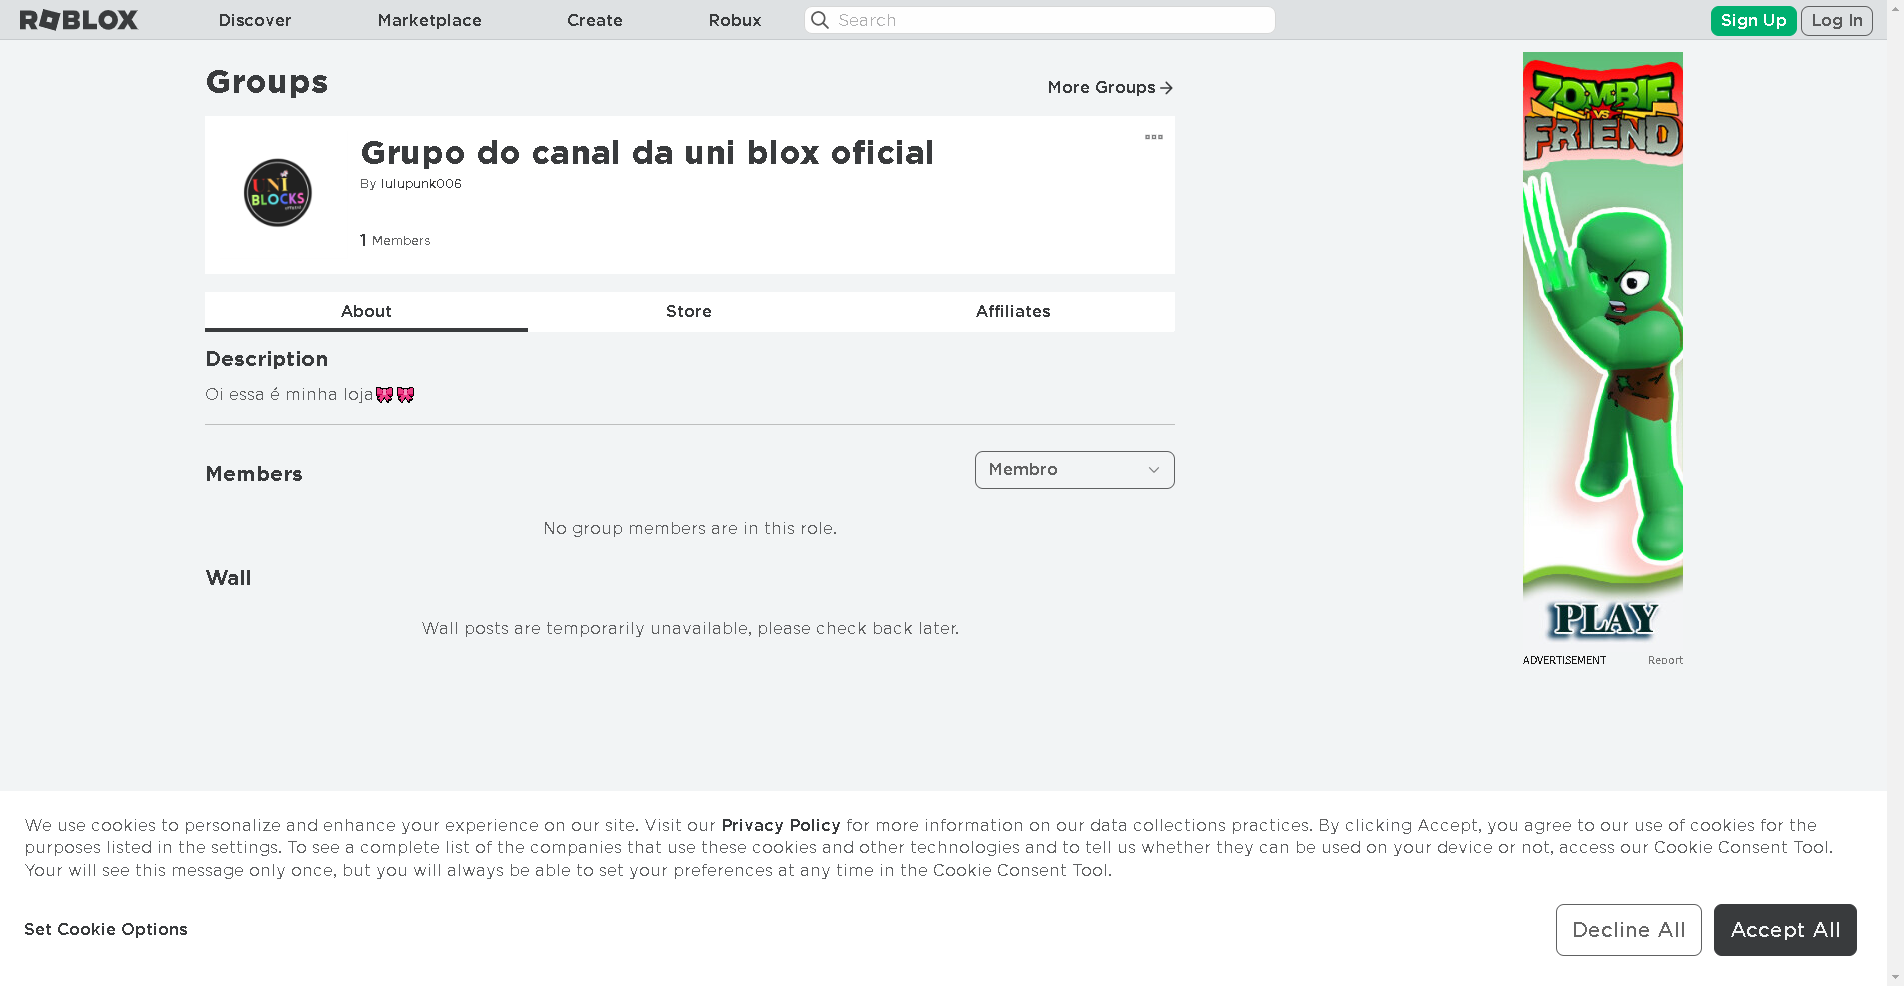 ROBLOX Discover Marketplace Create Robux Search Sign Up Log In
Groups
More Groups
Grupo do canal da uni blox oficial
By lulupunk006
1 Members
UNI
BLOCKS
About Store Affiliates
Description
Oi essa é minha loja🎀🎀
Members
Membro
No group members are in this role.
Wall
Wall posts are temporarily unavailable, please check back later.
ZOMBIE
VS
FRIEND
PLAY
ADVERTISEMENT Report
We use cookies to personalize and enhance your experience on our site. Visit our Privacy Policy for more information on our data collections practices. By clicking Accept, you agree to our use of cookies for the
purposes listed in the settings. To see a complete list of the companies that use these cookies and other technologies and to tell us whether they can be used on your device or not, access our Cookie Consent Tool.
Your will see this message only once, but you will always be able to set your preferences at any time in the Cookie Consent Tool.
Set Cookie Options
Decline All Accept All